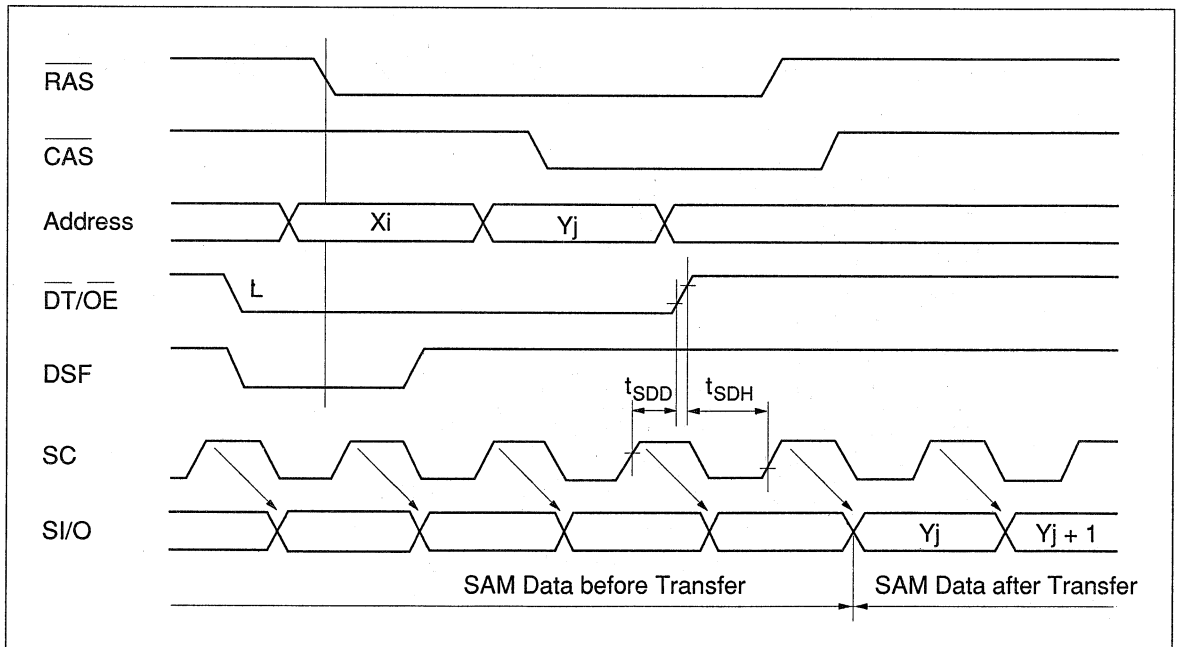 RAS
CAS
Address
Xi
Yj
DT/OE
L
DSF
tSDD
tSDH
SC
SI/O
Yj
Yj + 1
SAM Data before Transfer
SAM Data after Transfer